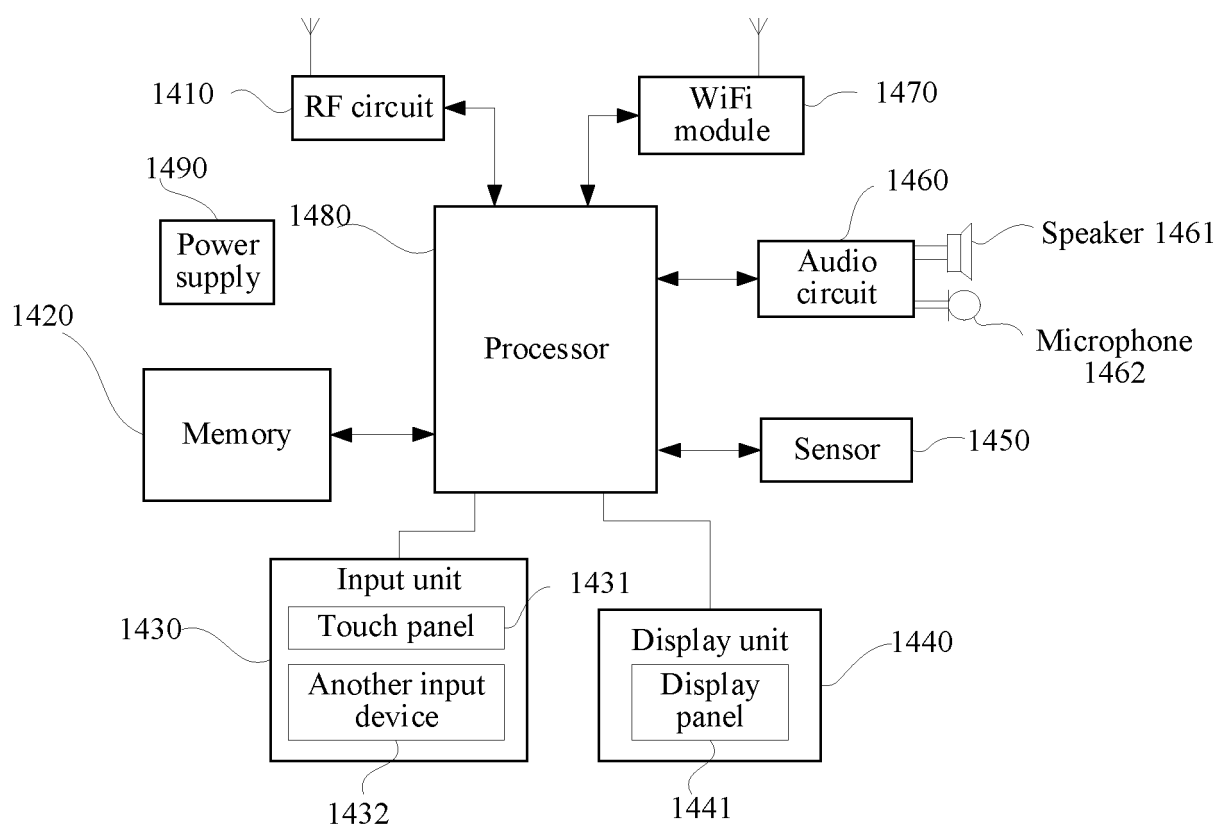 1410
RF circuit
WiFi
module
1470
1490
Power
supply
1480
1460
Audio
circuit
Speaker 1461
Microphone
1462
1420
Processor
Memory
Sensor
1450
Input unit
1431
Touch panel
1430
Another input
device
1432
Display unit
1440
Display
panel
1441